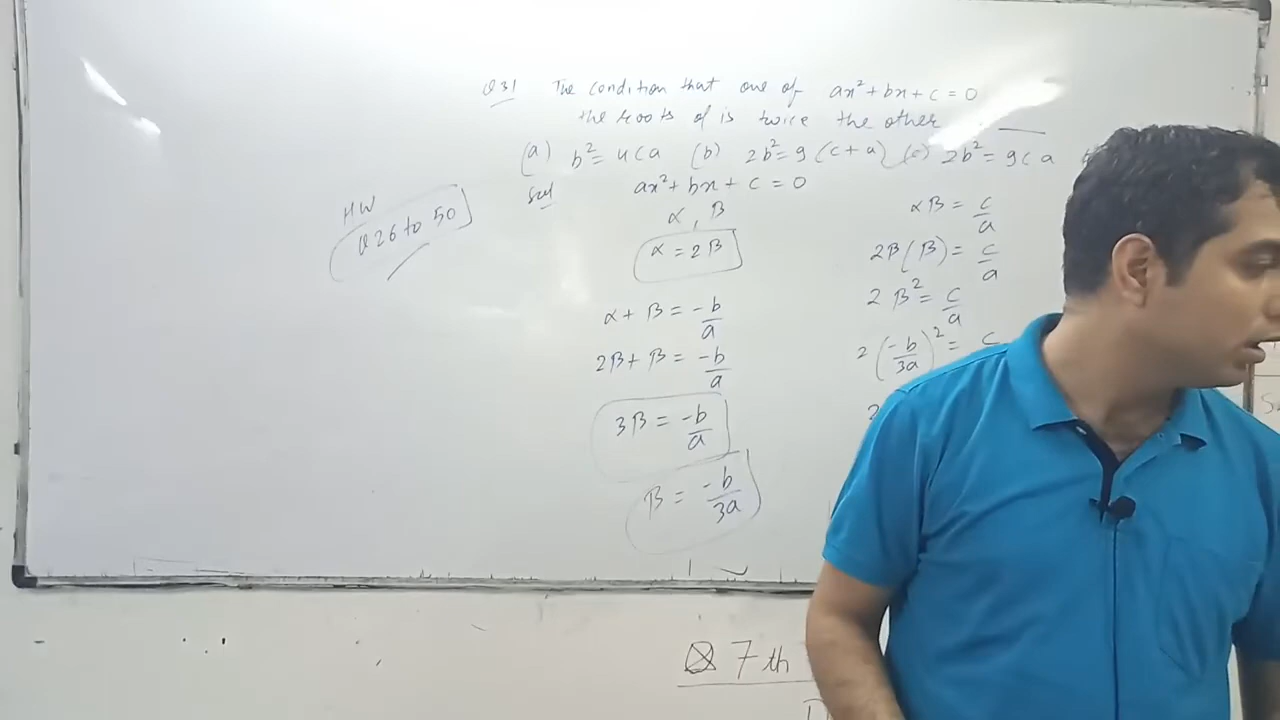 Q31 The condition that one of ax² + bx + c = 0
the roots of is twice the other
(a) b² = 4ca (b) 2b² = 9(c+a) (c) 2b² = 9ca
Sol ax² + bx + c = 0
α, β
α = 2β
α + β = -b/a
2β + β = -b/a
3β = -b/a
β = -b/3a
αβ = c/a
2β(β) = c/a
2β² = c/a
2(-b/3a)² = c
2
HW
Q26 to 50
7th